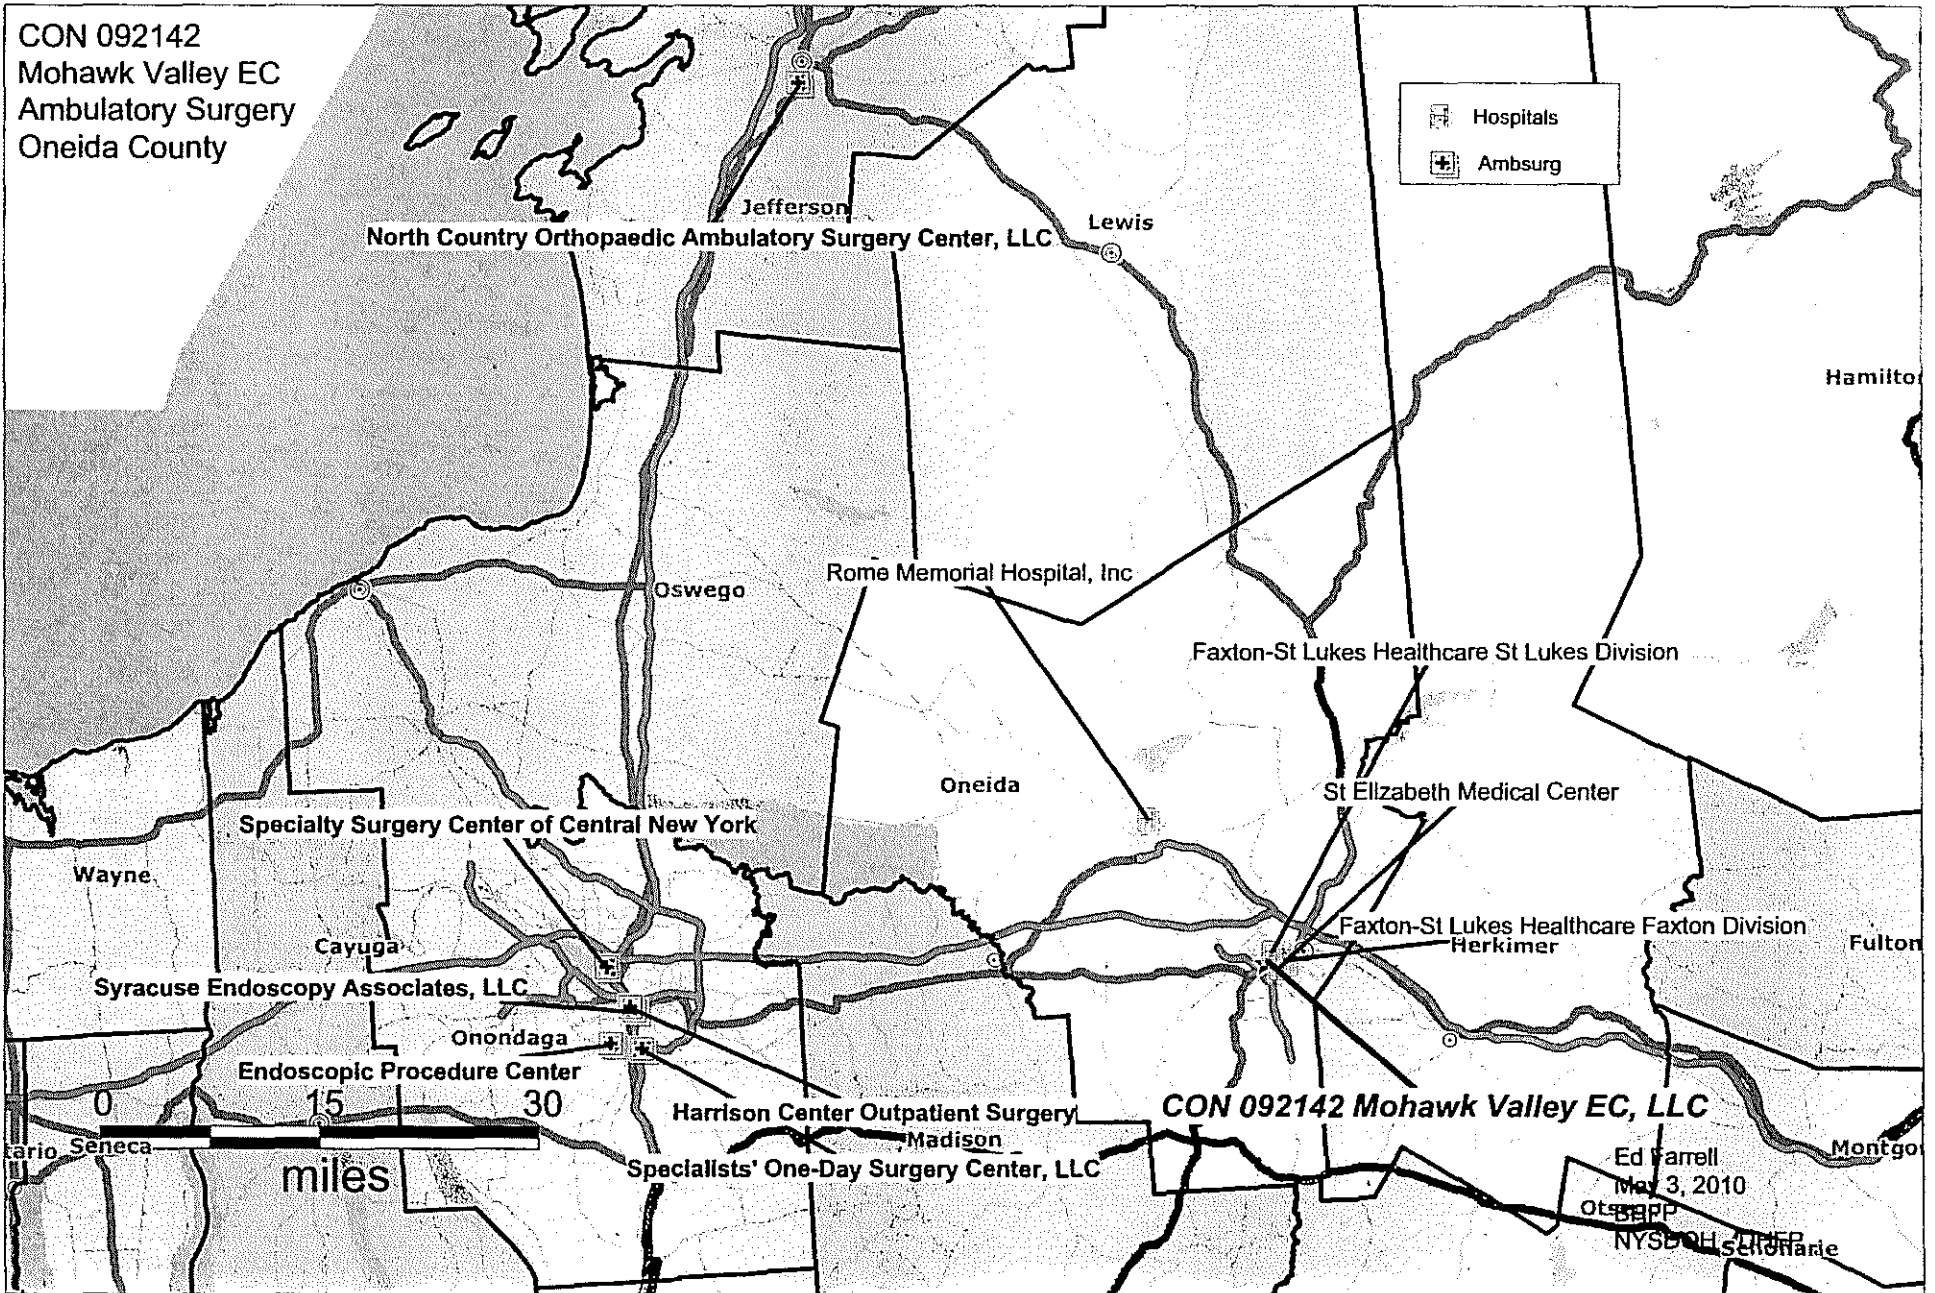 CON 092142
Mohawk Valley EC
Ambulatory Surgery
Oneida County
Hospitals
Ambsurg
Jefferson
North Country Orthopaedic Ambulatory Surgery Center, LLC
Lewis
Hamilto
Rome Memorial Hospital, Inc
Oswego
Faxton-St Lukes Healthcare St Lukes Division
Oneida
St Elizabeth Medical Center
Specialty Surgery Center of Central New York
Wayne
Faxton-St Lukes Healthcare Faxton Division
Cayuga
Herkimer
Fulton
Syracuse Endoscopy Associates, LLC
Onondaga
Endoscopic Procedure Center
0 15 30
Harrison Center Outpatient Surgery
CON 092142 Mohawk Valley EC, LLC
Madison
tario Seneca
Montgo
miles
Specialists' One-Day Surgery Center, LLC
Ed Farrell
May 3, 2010
NYSDOH
Schoharie